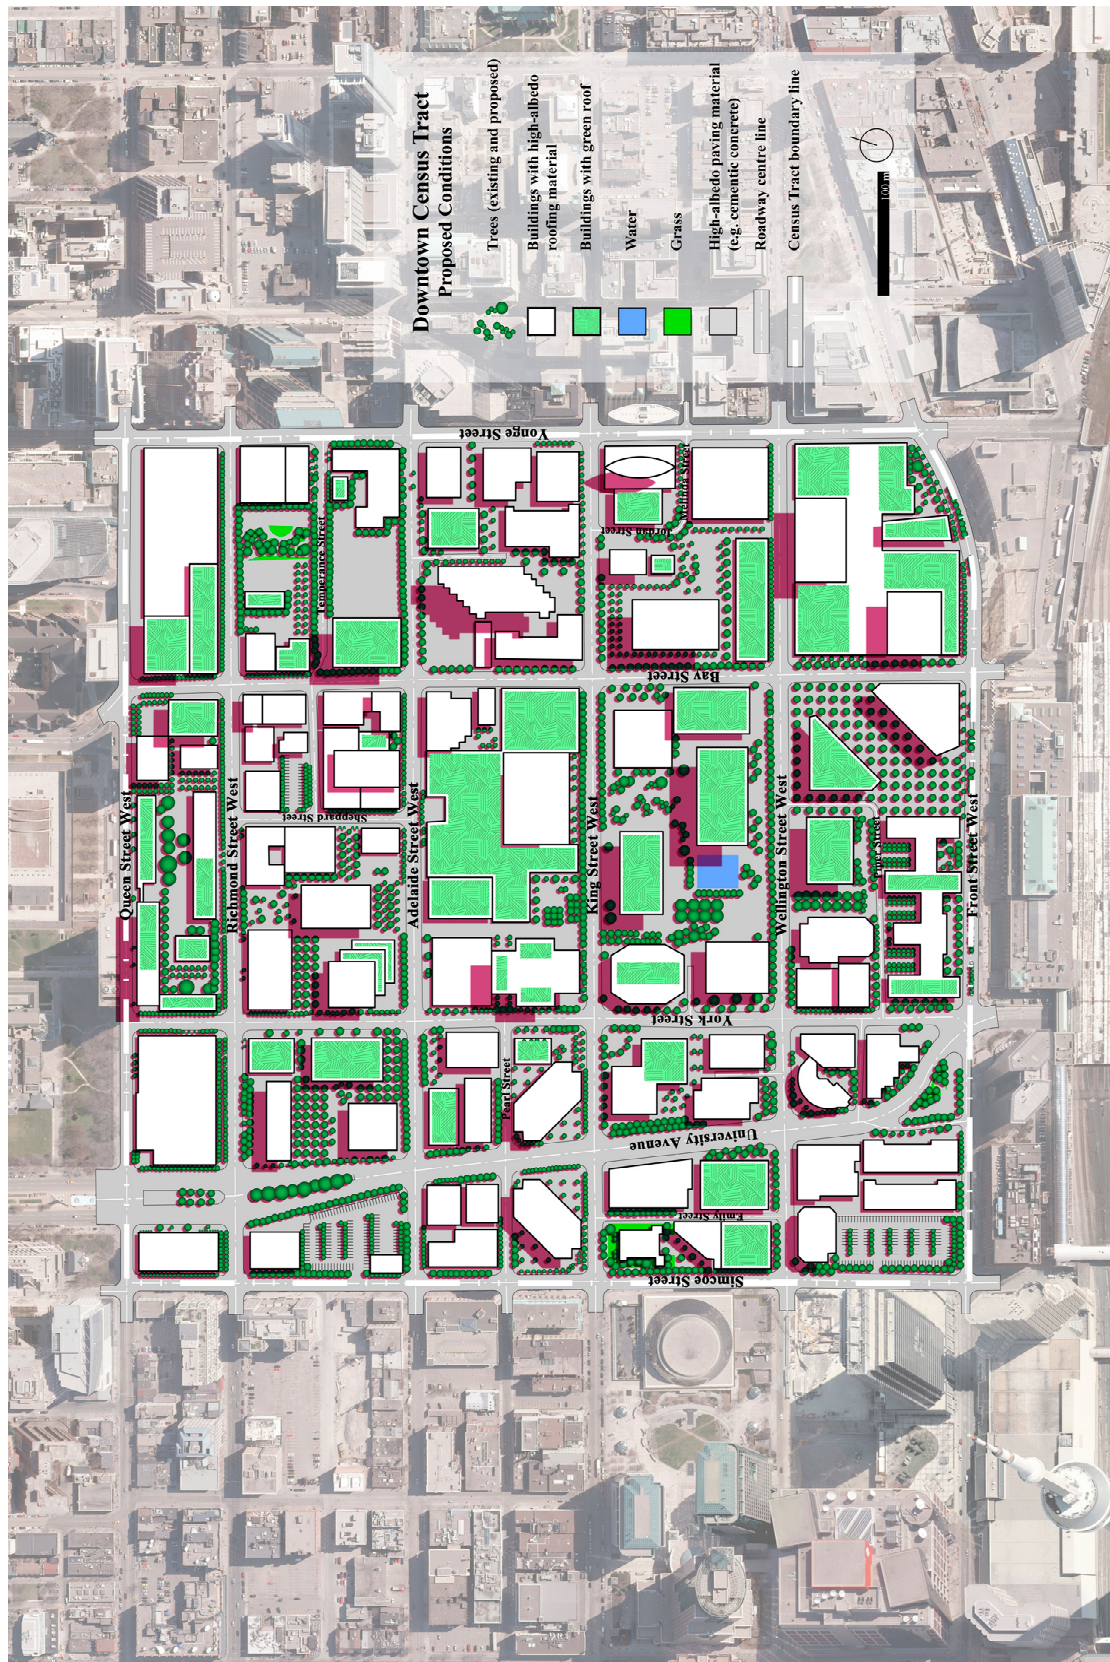 Downtown Census Tract
Proposed Conditions
Trees (existing and proposed)
Buildings with high-albedo
roofing material
Buildings with green roof
Water
Grass
High-albedo paving material
(e.g. cementic concrete)
Roadway centre line
Census Tract boundary line
100 m
Queen Street West
Richmond Street West
Temperance Street
Sheppard Street
Adelaide Street West
Pearl Street
King Street West
Jordan Street
Melinda Street
Emily Street
Wellington Street West
Piper Street
Front Street West
Yonge Street
Bay Street
York Street
University Avenue
Simcoe Street